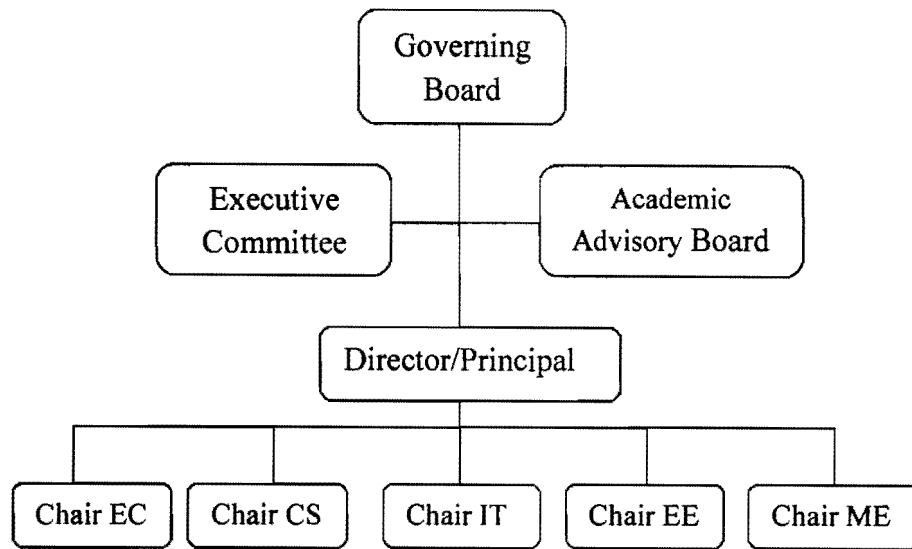 Governing
Board
Executive
Committee
Academic
Advisory Board
Director/Principal
Chair EC
Chair CS
Chair IT
Chair EE
Chair ME